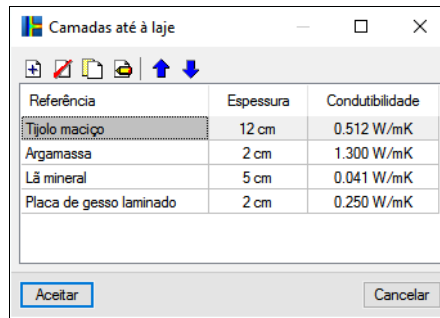 Camadas até à laje
Referência Espessura Condutibilidade
Tijolo maciço 12 cm 0.512 W/mK
Argamassa 2 cm 1.300 W/mK
Lã mineral 5 cm 0.041 W/mK
Placa de gesso laminado 2 cm 0.250 W/mK
Aceitar Cancelar